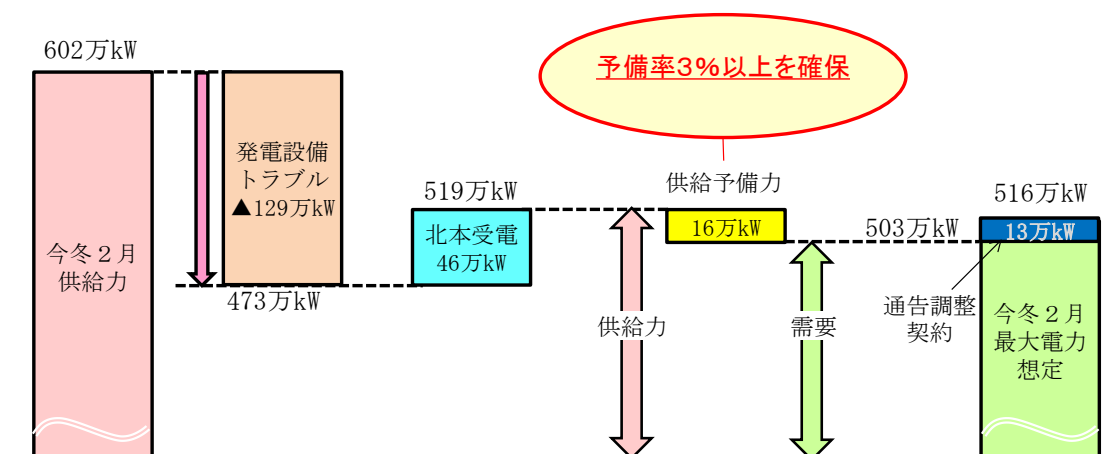 602万kW
今冬２月
供給力
発電設備
トラブル
▲129万kW
473万kW
519万kW
北本受電
46万kW
予備率3%以上を確保
供給予備力
16万kW
供給力
需要
503万kW
通告調整
契約
516万kW
13万kW
今冬２月
最大電力
想定